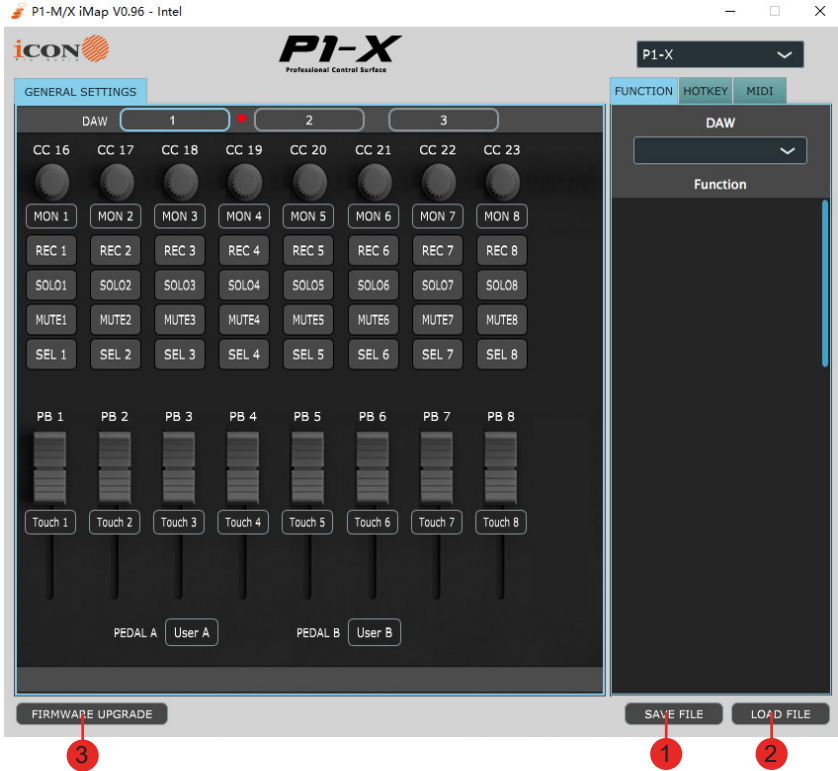 P1-M/X iMap V0.96 - Intel
icon
Pro Audio
P1-X
Professional Control Surface
P1-X
GENERAL SETTINGS
FUNCTION HOTKEY MIDI
DAW 1 2 3
DAW
CC 16 CC 17 CC 18 CC 19 CC 20 CC 21 CC 22 CC 23
Function
MON 1 MON 2 MON 3 MON 4 MON 5 MON 6 MON 7 MON 8
REC 1 REC 2 REC 3 REC 4 REC 5 REC 6 REC 7 REC 8
SOLO1 SOLO2 SOLO3 SOLO4 SOLO5 SOLO6 SOLO7 SOLO8
MUTE1 MUTE2 MUTE3 MUTE4 MUTE5 MUTE6 MUTE7 MUTE8
SEL 1 SEL 2 SEL 3 SEL 4 SEL 5 SEL 6 SEL 7 SEL 8
PB 1 PB 2 PB 3 PB 4 PB 5 PB 6 PB 7 PB 8
Touch 1 Touch 2 Touch 3 Touch 4 Touch 5 Touch 6 Touch 7 Touch 8
PEDAL A User A PEDAL B User B
FIRMWARE UPGRADE SAVE FILE LOAD FILE
3 1 2